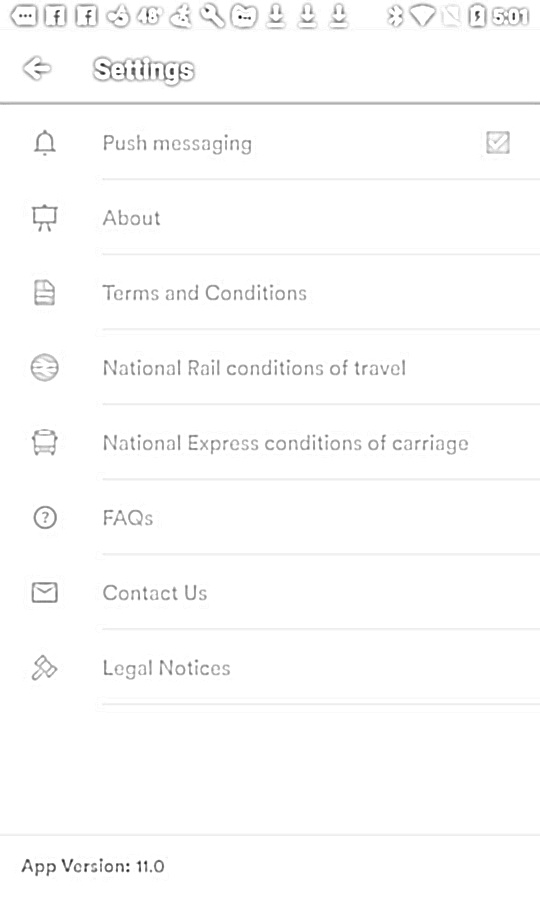 48° 5:01
Settings
Push messaging
About
Terms and Conditions
National Rail conditions of travel
National Express conditions of carriage
FAQs
Contact Us
Legal Notices
App Version: 11.0